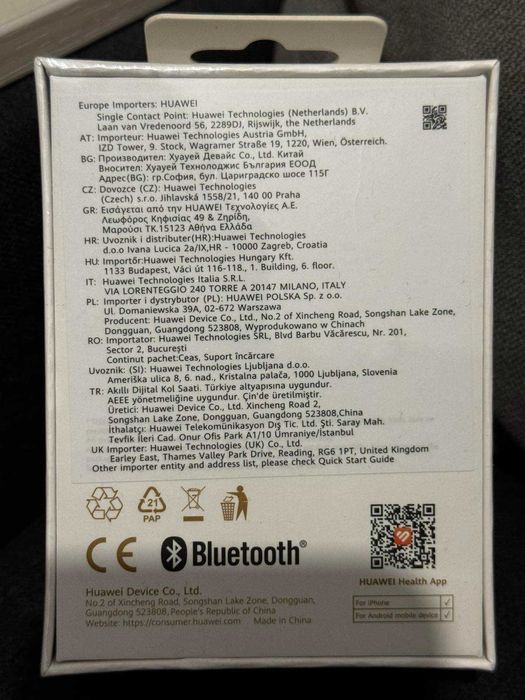 Europe Importers: HUAWEI
Single Contact Point: Huawei Technologies (Netherlands) B.V.
Laan van Vredenoord 56, 2289DJ, Rijswijk, the Netherlands
AT: Importeur: Huawei Technologies Austria GmbH,
IZD Tower, 9. Stock, Wagramer Straße 19, 1220, Wien, Österreich.
BG: Производител: Хуауей Девайс Co., Ltd. Китай
Вносител: Хуауей Технолоджис България ЕООД
Адрес(BG): гр.София, бул. Цариградско шосе 115Г
CZ: Dovozce (CZ): Huawei Technologies
(Czech) s.r.o. Jihlavská 1558/21, 140 00 Praha
GR: Εισάγεται από την HUAWEI Τεχνολογίες Α.Ε.
Λεωφόρος Κηφισίας 49 & Ζηρίδη,
Μαρούσι ΤΚ.15123 Αθήνα Ελλάδα
HR: Uvoznik i distributer(HR):Huawei Technologies
d.o.o Ivana Lucica 2a/IX,HR - 10000 Zagreb, Croatia
HU: Importőr:Huawei Technologies Hungary Kft.
1133 Budapest, Váci út 116-118., 1. Building, 6. floor.
IT: Huawei Technologies Italia S.R.L.
VIA LORENTEGGIO 240 TORRE A 20147 MILANO, ITALY
PL: Importer i dystrybutor (PL): HUAWEI POLSKA Sp. z o.o.
Ul. Domaniewska 39A, 02-672 Warszawa
Producent: Huawei Device Co., Ltd., No.2 of Xincheng Road, Songshan Lake Zone,
Dongguan, Guangdong 523808, Wyprodukowano w Chinach
RO: Importator: Huawei Technologies SRL, Blvd Barbu Văcărescu, Nr. 201,
Sector 2, București
Continut pachet:Ceas, Suport încărcare
Uvoznik: (SI): Huawei Technologies Ljubljana d.o.o.
Ameriška ulica 8, 6. nad., Kristalna palača, 1000 Ljubljana, Slovenia
TR: Akıllı Dijital Kol Saati. Türkiye altyapısına uygundur.
AEEE yönetmeliğine uygundur. Çin'de üretilmiştir.
Üretici: Huawei Device Co., Ltd. Xincheng Road 2,
Songshan Lake Zone, Dongguan, Guangdong 523808,China
İthalatçı: Huawei Telekomünikasyon Dış Tic. Ltd. Şti. Saray Mah.
Tevfik İleri Cad. Onur Ofis Park A1/10 Ümraniye/İstanbul
UK Importer: Huawei Technologies (UK) Co., Ltd.
Earley East, Thames Valley Park Drive, Reading, RG6 1PT, United Kingdom
Other importer entity and address list, please check Quick Start Guide
21
PAP
CE Bluetooth®
HUAWEI Health App
For iPhone ✓
For Android mobile device ✓
Huawei Device Co., Ltd.
No.2 of Xincheng Road, Songshan Lake Zone, Dongguan,
Guangdong 523808, People's Republic of China
Website: https://consumer.huawei.com Made in China